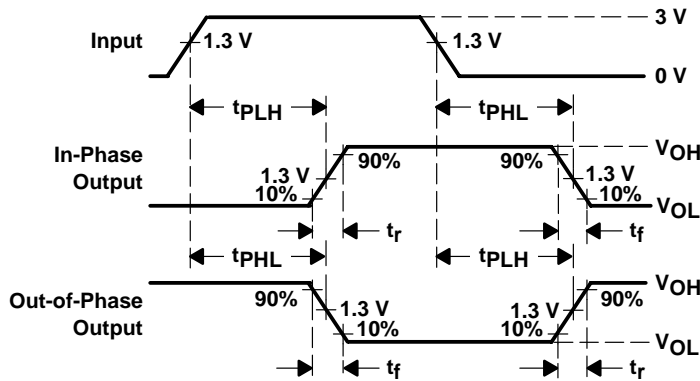 3 V
Input
1.3 V
1.3 V
0 V
tPLH
tPHL
In-Phase
Output
90%
90%
VOH
1.3 V
1.3 V
10%
10%
VOL
tr
tf
tPHL
tPLH
Out-of-Phase
Output
90%
90%
VOH
1.3 V
1.3 V
10%
10%
VOL
tf
tr